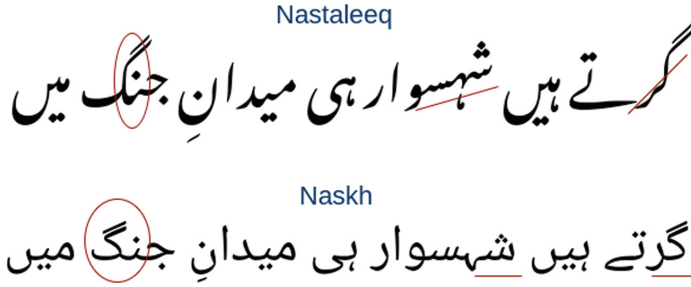 Nastaleeq
گرتے ہیں شہسوار ہی میدانِ جنگ میں
Naskh
گرتے ہیں شہسوار ہی میدانِ جنگ میں